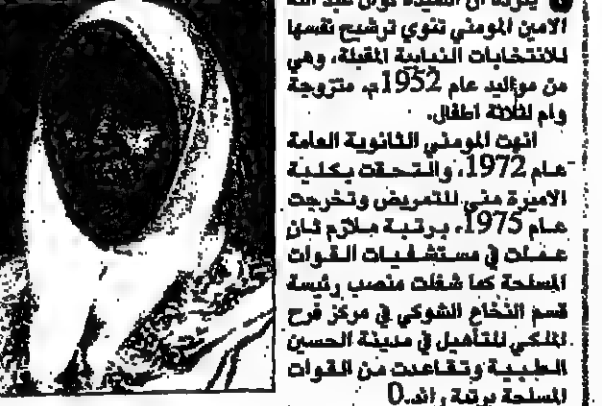 يتردد ان السيدة نوال عبد الله
الامين المومني تنوي ترشيح نفسها
للانتخابات النيابية المقبلة، وهي
من مواليد عام 1952م، متزوجة
وام لثلاثة اطفال.
انهت المومني الثانوية العامة
عام 1972، والتحقت بكلية
الاميرة منى للتمريض وتخرجت
عام 1975، برتبة ملازم ثان
عملت في مستشفيات القوات
المسلحة كما شغلت منصب رئيسة
قسم النخاع الشوكي في مركز فرح
الملكي للتأهيل في مدينة الحسين
الطبية وتقاعدت من القوات
المسلحة برتبة رائد.0